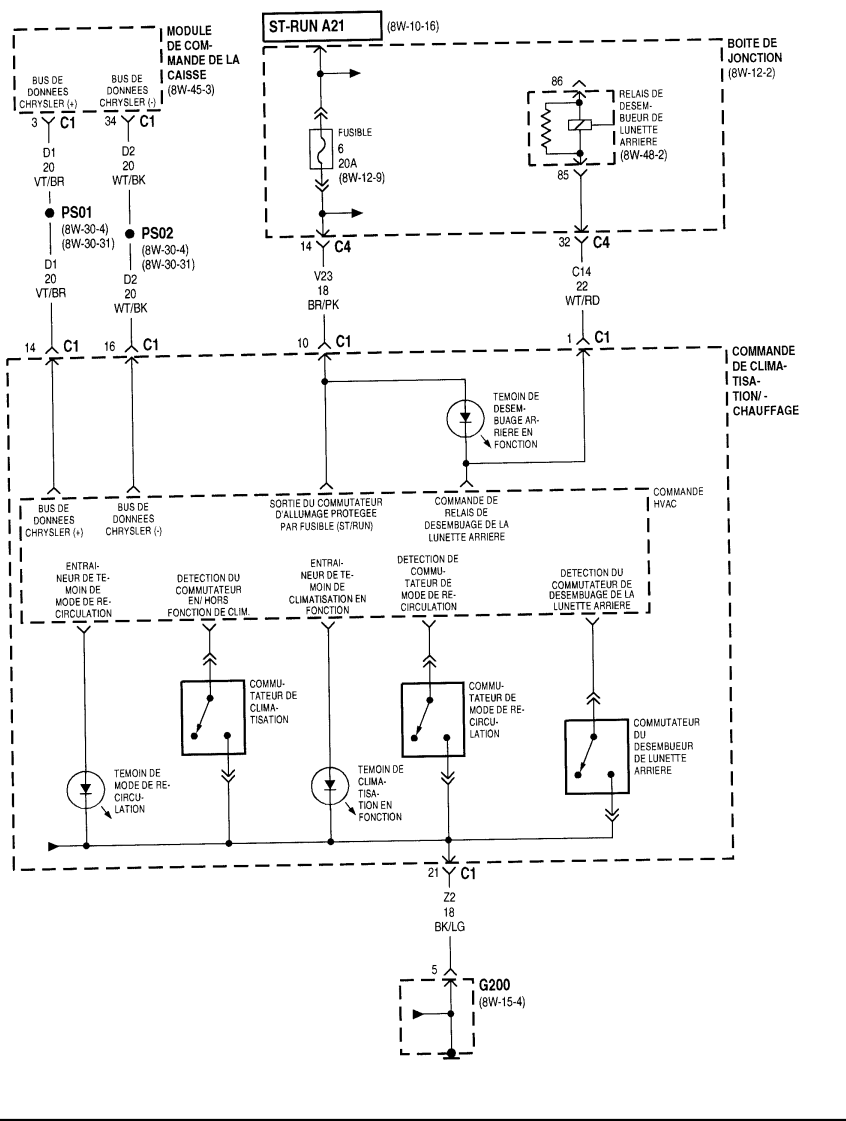 MODULE
DE COM-
MANDE DE LA
CAISSE
(8W-45-3)
BUS DE
DONNEES
CHRYSLER (+)
BUS DE
DONNEES
CHRYSLER (-)
3 C1
34 C1
D1
20
VT/BR
D2
20
WT/BK
PS01
(8W-30-4)
(8W-30-31)
PS02
(8W-30-4)
(8W-30-31)
D1
20
VT/BR
D2
20
WT/BK
14 C1
16 C1
ST-RUN A21
(8W-10-16)
BOITE DE
JONCTION
(8W-12-2)
FUSIBLE
6
20A
(8W-12-9)
86
RELAIS DE
DESEM-
BUEUR DE
LUNETTE
ARRIERE
(8W-48-2)
85
14 C4
32 C4
V23
18
BR/PK
C14
22
WT/RD
10 C1
1 C1
COMMANDE
DE CLIMA-
TISA-
TION/ -
CHAUFFAGE
TEMOIN DE
DESEM-
BUAGE AR-
RIERE EN
FONCTION
BUS DE
DONNEES
CHRYSLER (+)
BUS DE
DONNEES
CHRYSLER (-)
SORTIE DU COMMUTATEUR
D'ALLUMAGE PROTEGEE
PAR FUSIBLE (ST/RUN)
COMMANDE DE
RELAIS DE
DESEMBUAGE DE LA
LUNETTE ARRIERE
COMMANDE
HVAC
ENTRAI-
NEUR DE TE-
MOIN DE
MODE DE RE-
CIRCULATION
DETECTION DU
COMMUTATEUR
EN/ HORS
FONCTION DE CLIM.
ENTRAI-
NEUR DE TE-
MOIN DE
CLIMATISATION EN
FONCTION
DETECTION DE
COMMU-
TATEUR DE
MODE DE RE-
CIRCULATION
DETECTION DU
COMMUTATEUR DE
DESEMBUAGE DE LA
LUNETTE ARRIERE
COMMU-
TATEUR DE
CLIMA-
TISATION
COMMU-
TATEUR DE
MODE DE RE-
CIRCU-
LATION
COMMUTATEUR
DU
DESEMBUEUR
DE LUNETTE
ARRIERE
TEMOIN DE
MODE DE RE-
CIRCU-
LATION
TEMOIN DE
CLIMA-
TISA-
TION EN
FONCTION
21 C1
Z2
18
BK/LG
5
G200
(8W-15-4)